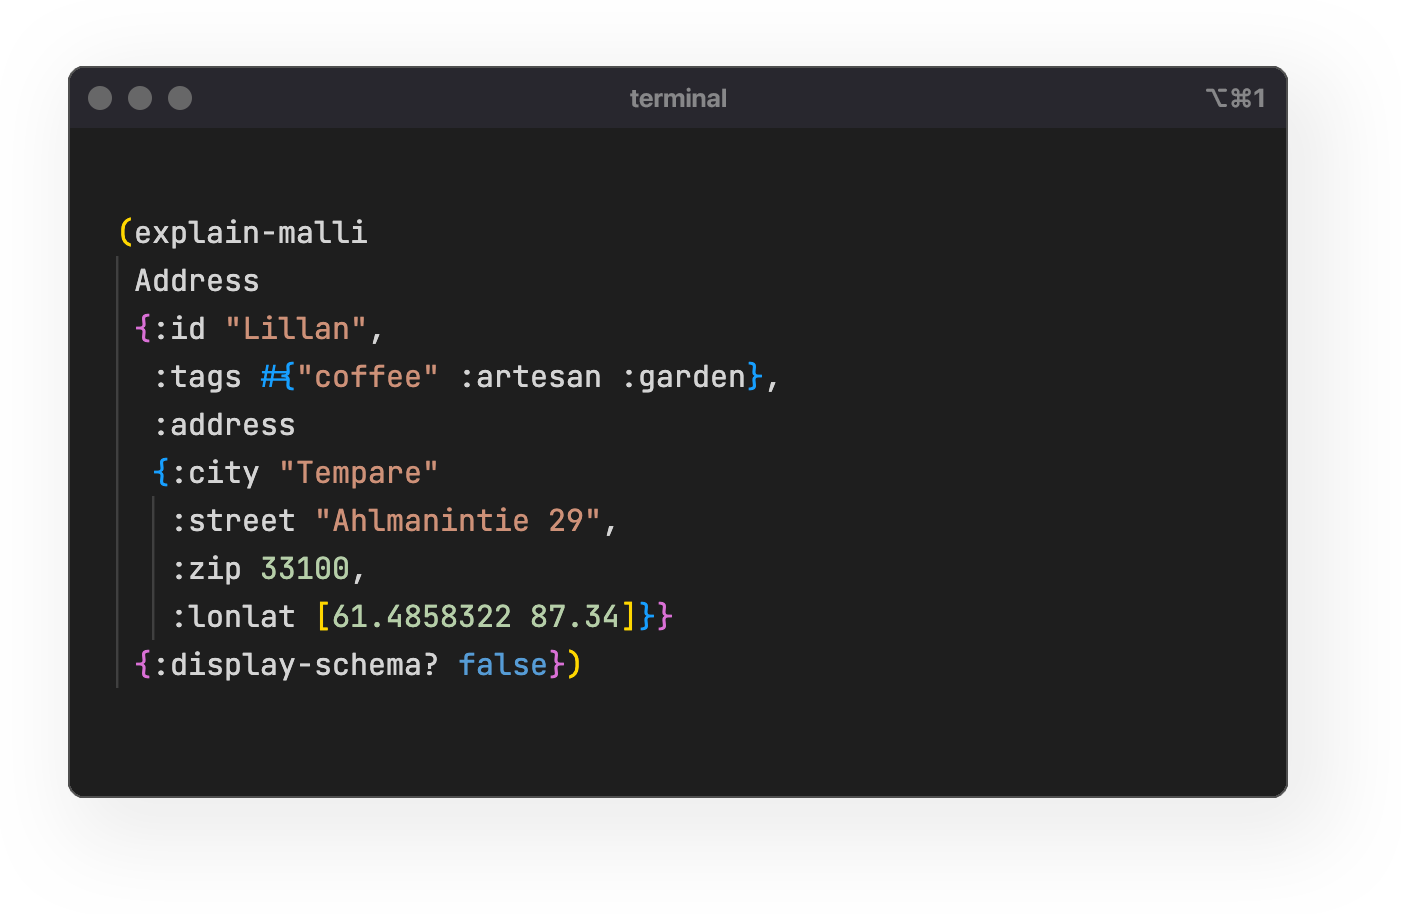 terminal
⌥⌘1
(explain-malli
Address
{:id "Lillan",
:tags #{"coffee" :artesan :garden},
:address
{:city "Tempare"
:street "Ahlmanintie 29",
:zip 33100,
:lonlat [61.4858322 87.34]}}
{:display-schema? false})